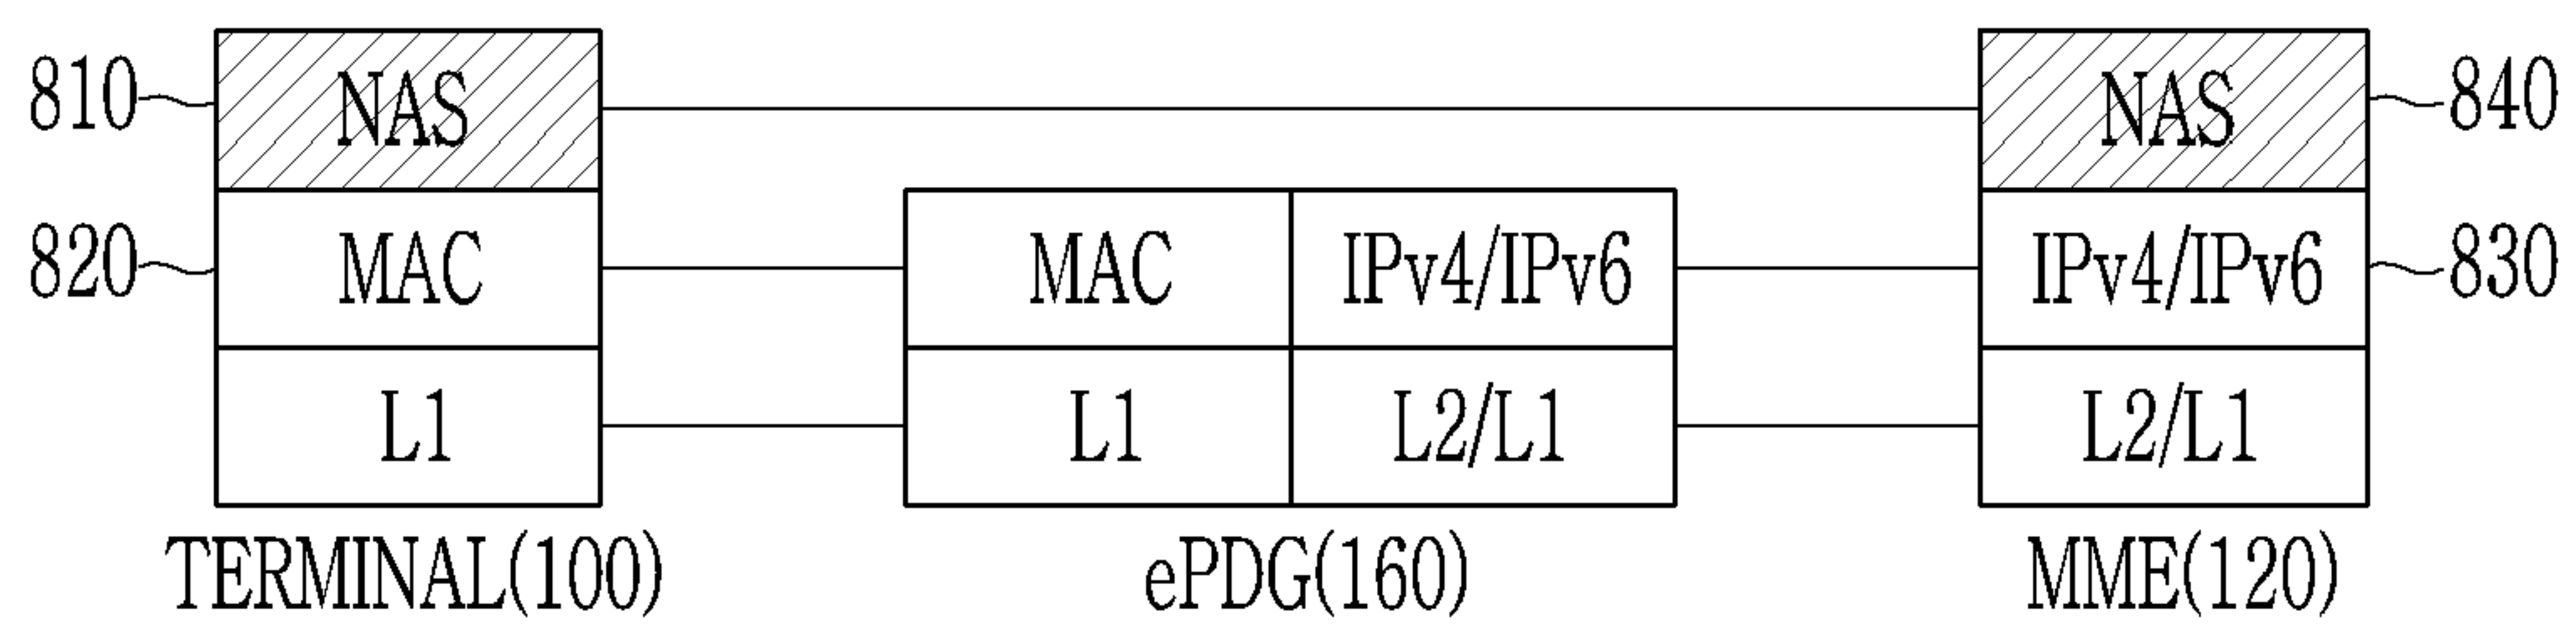 810 NAS NAS 840
820 MAC MAC IPv4/IPv6 IPv4/IPv6 830
L1 L1 L2/L1 L2/L1
TERMINAL(100) ePDG(160) MME(120)